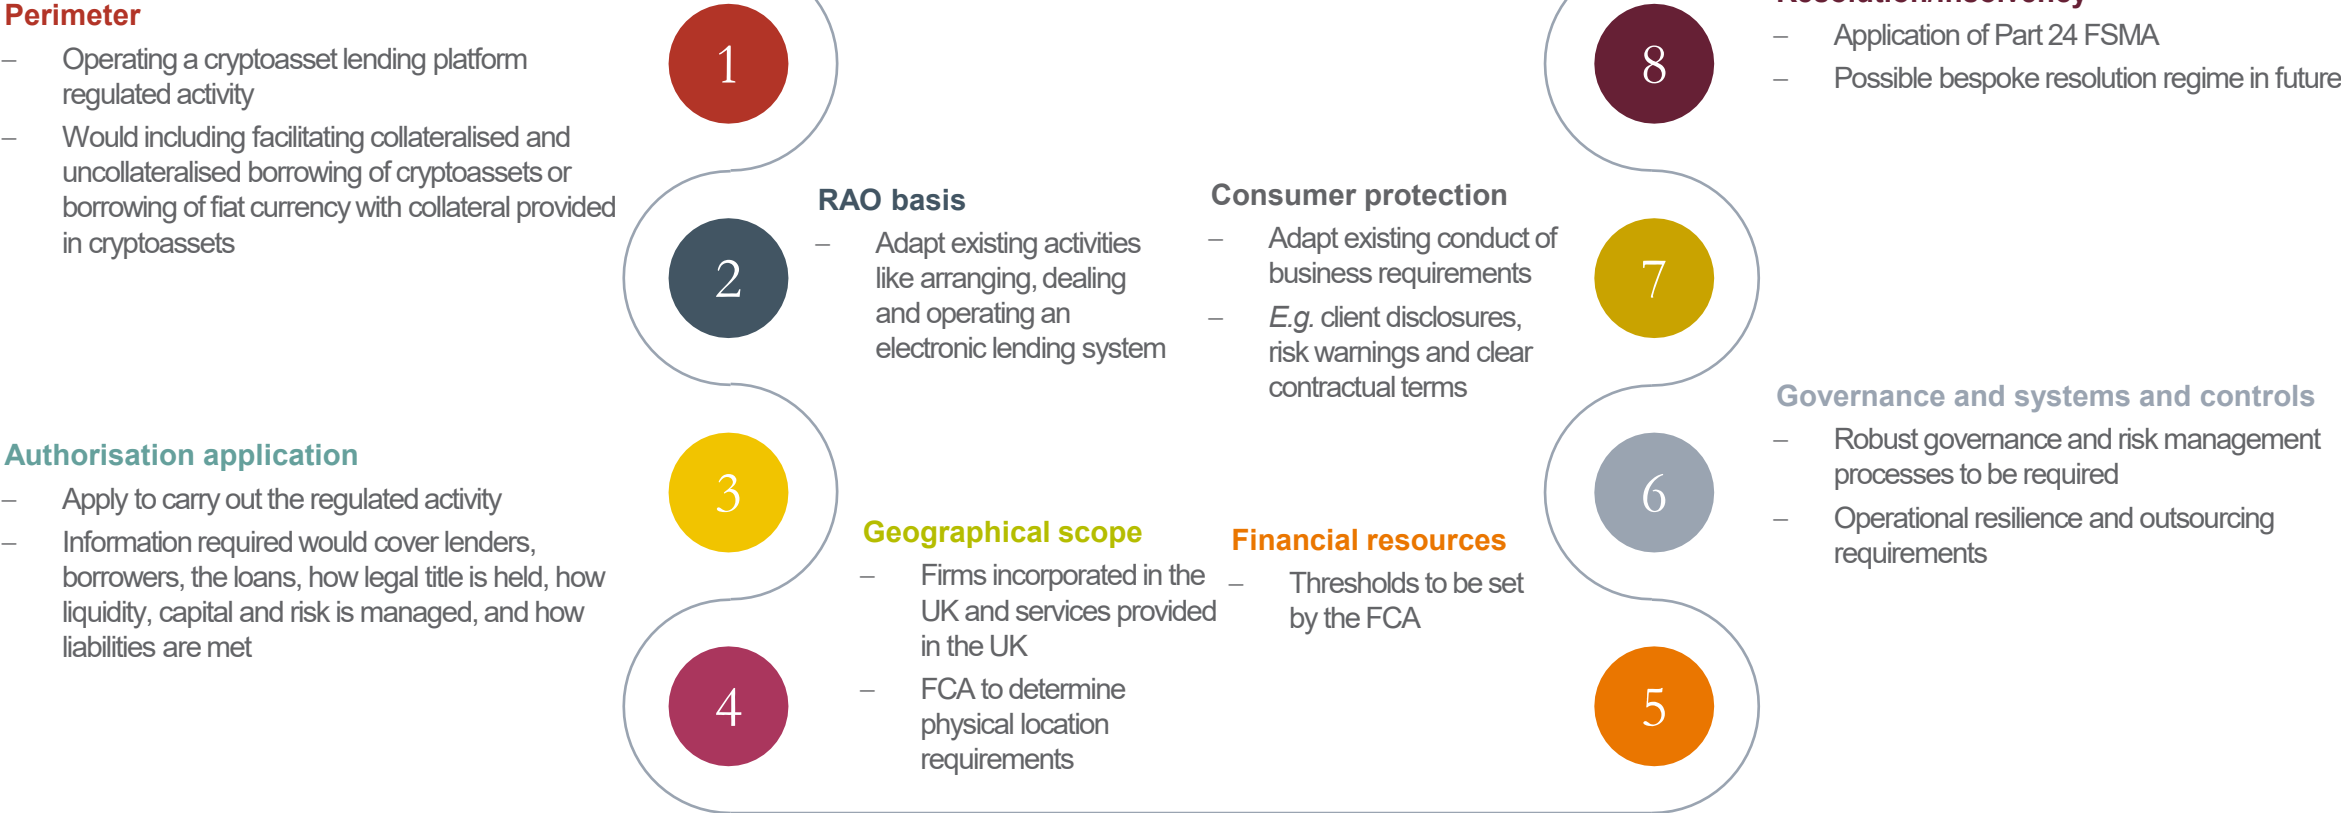 Perimeter
– Operating a cryptoasset lending platform
regulated activity
– Would including facilitating collateralised and
uncollateralised borrowing of cryptoassets or
borrowing of fiat currency with collateral provided
in cryptoassets
1
2
RAO basis
– Adapt existing activities
like arranging, dealing
and operating an
electronic lending system
3
Authorisation application
– Apply to carry out the regulated activity
– Information required would cover lenders,
borrowers, the loans, how legal title is held, how
liquidity, capital and risk is managed, and how
liabilities are met
4
Geographical scope
– Firms incorporated in the
UK and services provided
in the UK
– FCA to determine
physical location
requirements
5
Financial resources
– Thresholds to be set
by the FCA
6
Governance and systems and controls
– Robust governance and risk management
processes to be required
– Operational resilience and outsourcing
requirements
7
Consumer protection
– Adapt existing conduct of
business requirements
– E.g. client disclosures,
risk warnings and clear
contractual terms
8
Resolution/insolvency
– Application of Part 24 FSMA
– Possible bespoke resolution regime in future